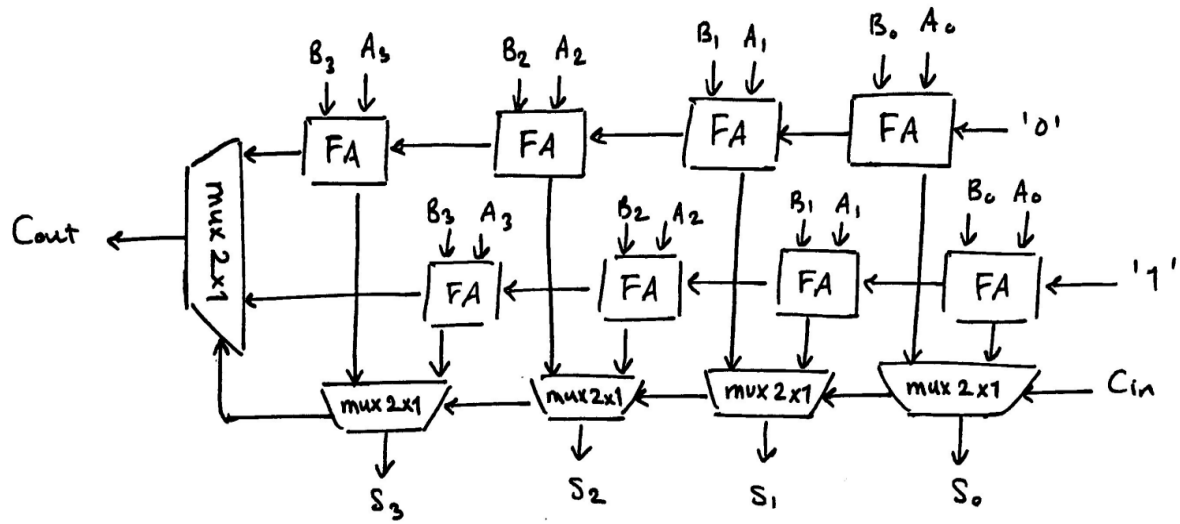 B₃ A₃ B₂ A₂ B₁ A₁ B₀ A₀
FA FA FA FA '0'
mux 2x1
B₃ A₃ B₂ A₂ B₁ A₁ B₀ A₀
Cout
FA FA FA FA '1'
mux 2x1 mux 2x1 mux 2x1 mux 2x1 Cin
S₃ S₂ S₁ S₀